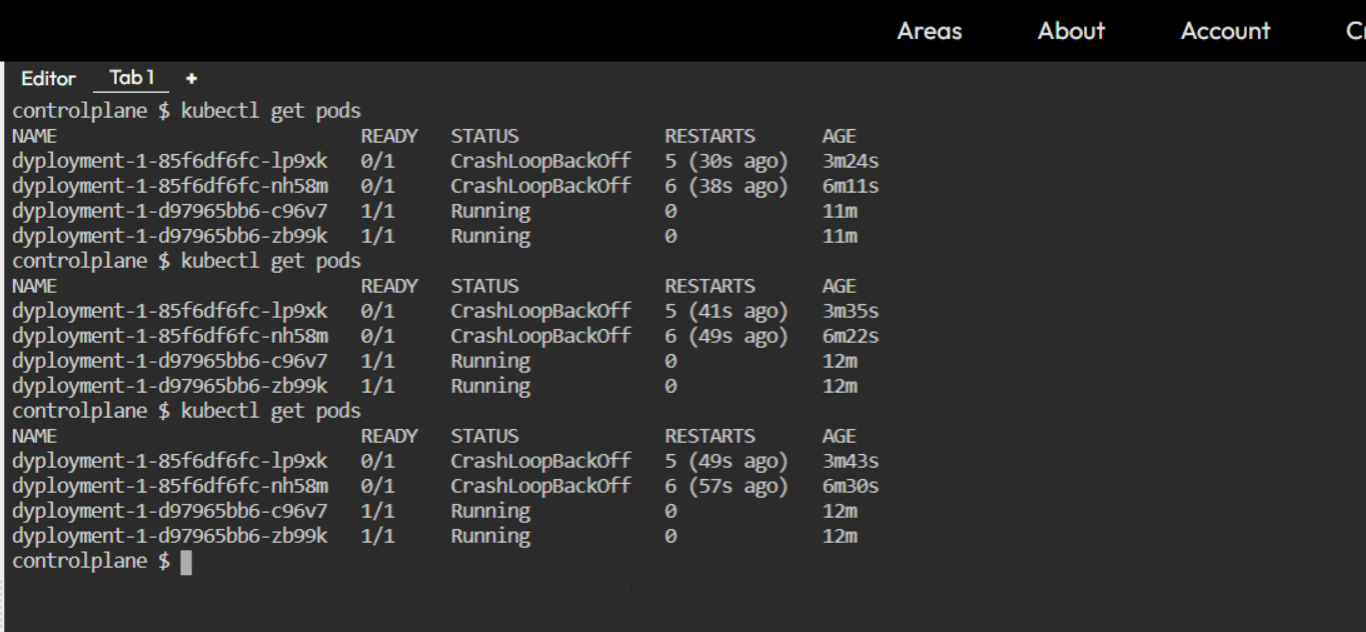 Areas About Account
Editor Tab 1 +
controlplane $ kubectl get pods
NAME READY STATUS RESTARTS AGE
dyployment-1-85f6df6fc-lp9xk 0/1 CrashLoopBackOff 5 (30s ago) 3m24s
dyployment-1-85f6df6fc-nh58m 0/1 CrashLoopBackOff 6 (38s ago) 6m11s
dyployment-1-d97965bb6-c96v7 1/1 Running 0 11m
dyployment-1-d97965bb6-zb99k 1/1 Running 0 11m
controlplane $ kubectl get pods
NAME READY STATUS RESTARTS AGE
dyployment-1-85f6df6fc-lp9xk 0/1 CrashLoopBackOff 5 (41s ago) 3m35s
dyployment-1-85f6df6fc-nh58m 0/1 CrashLoopBackOff 6 (49s ago) 6m22s
dyployment-1-d97965bb6-c96v7 1/1 Running 0 12m
dyployment-1-d97965bb6-zb99k 1/1 Running 0 12m
controlplane $ kubectl get pods
NAME READY STATUS RESTARTS AGE
dyployment-1-85f6df6fc-lp9xk 0/1 CrashLoopBackOff 5 (49s ago) 3m43s
dyployment-1-85f6df6fc-nh58m 0/1 CrashLoopBackOff 6 (57s ago) 6m30s
dyployment-1-d97965bb6-c96v7 1/1 Running 0 12m
dyployment-1-d97965bb6-zb99k 1/1 Running 0 12m
controlplane $